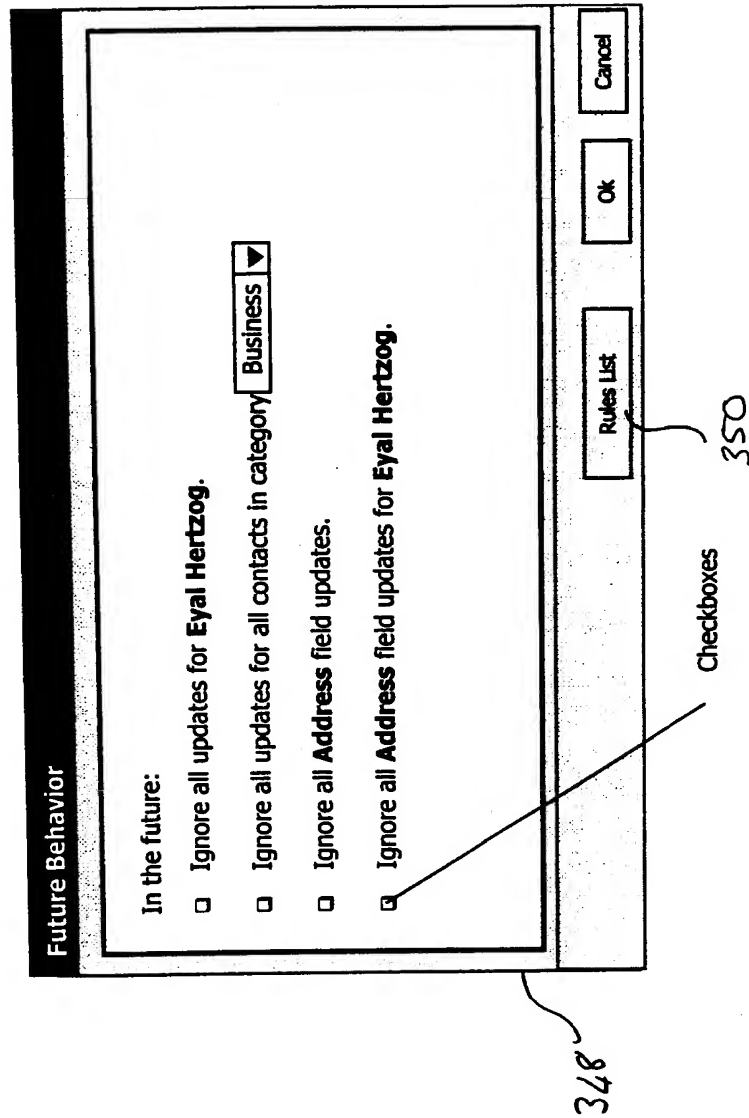 Future Behavior
In the future:
Ignore all updates for Eyal Hertzog.
Ignore all updates for all contacts in category Business
Ignore all Address field updates.
Ignore all Address field updates for Eyal Hertzog.
Rules List
Ok
Cancel
348
Checkboxes
350